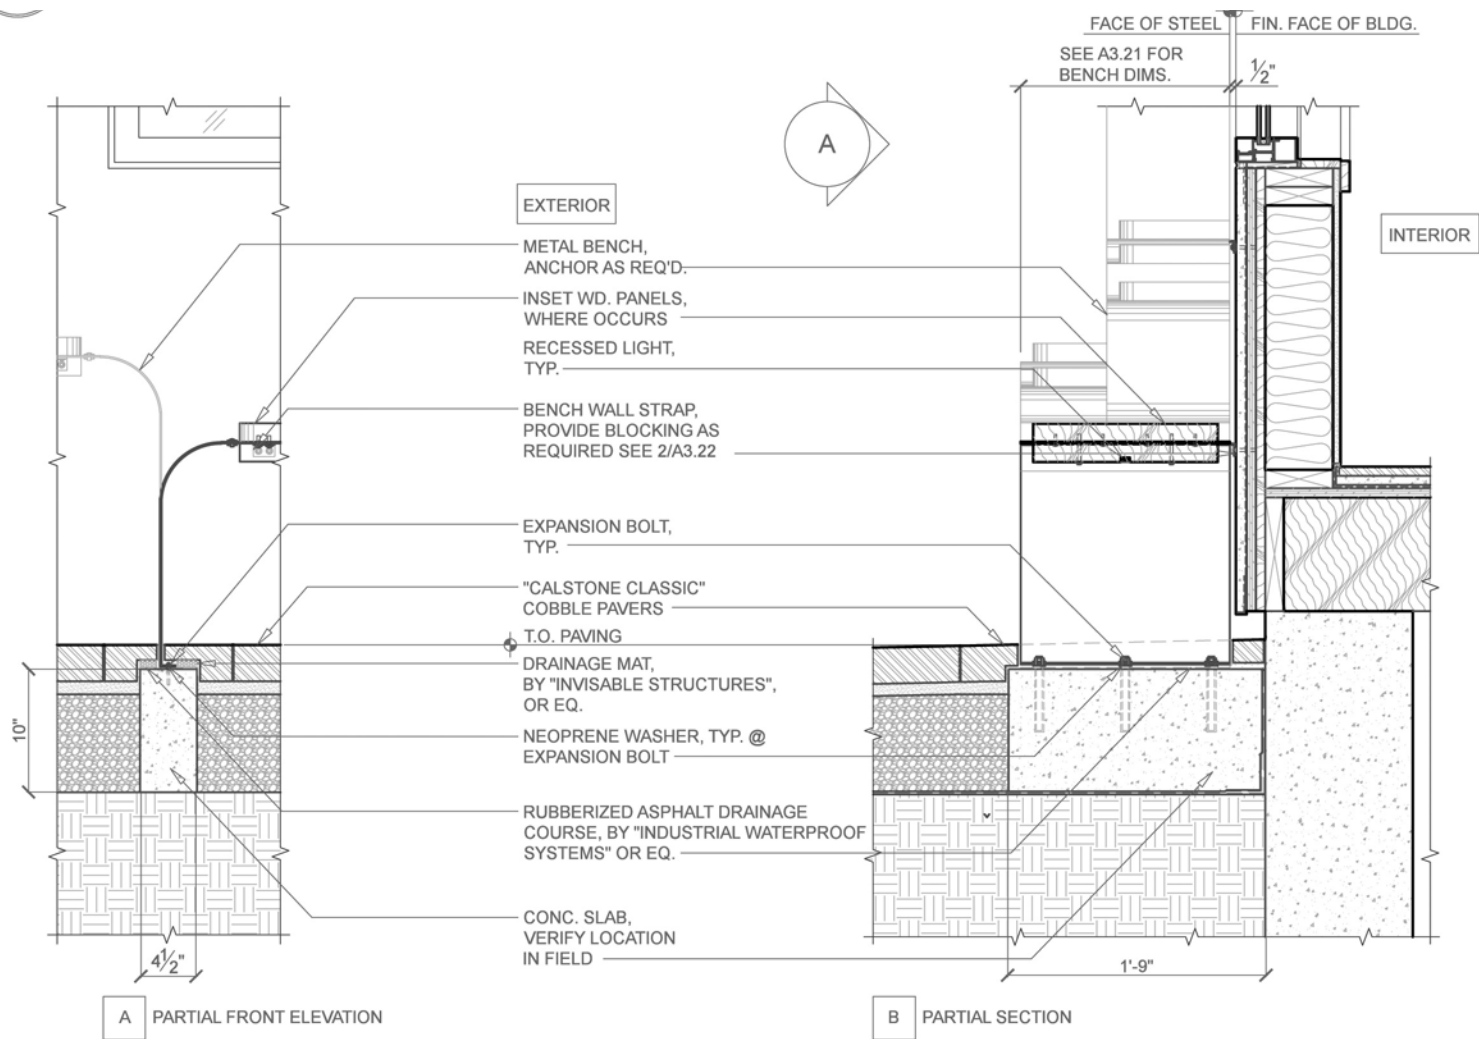 FACE OF STEEL
FIN. FACE OF BLDG.
SEE A3.21 FOR
BENCH DIMS.
1/2"
A
EXTERIOR
INTERIOR
METAL BENCH,
ANCHOR AS REQ'D.
INSET WD. PANELS,
WHERE OCCURS
RECESSED LIGHT,
TYP.
BENCH WALL STRAP,
PROVIDE BLOCKING AS
REQUIRED SEE 2/A3.22
EXPANSION BOLT,
TYP.
"CALSTONE CLASSIC"
COBBLE PAVERS
T.O. PAVING
DRAINAGE MAT,
BY "INVISABLE STRUCTURES",
OR EQ.
NEOPRENE WASHER, TYP. @
EXPANSION BOLT
RUBBERIZED ASPHALT DRAINAGE
COURSE, BY "INDUSTRIAL WATERPROOF
SYSTEMS" OR EQ.
CONC. SLAB,
VERIFY LOCATION
IN FIELD
10"
4 1/2"
1'-9"
A PARTIAL FRONT ELEVATION
B PARTIAL SECTION